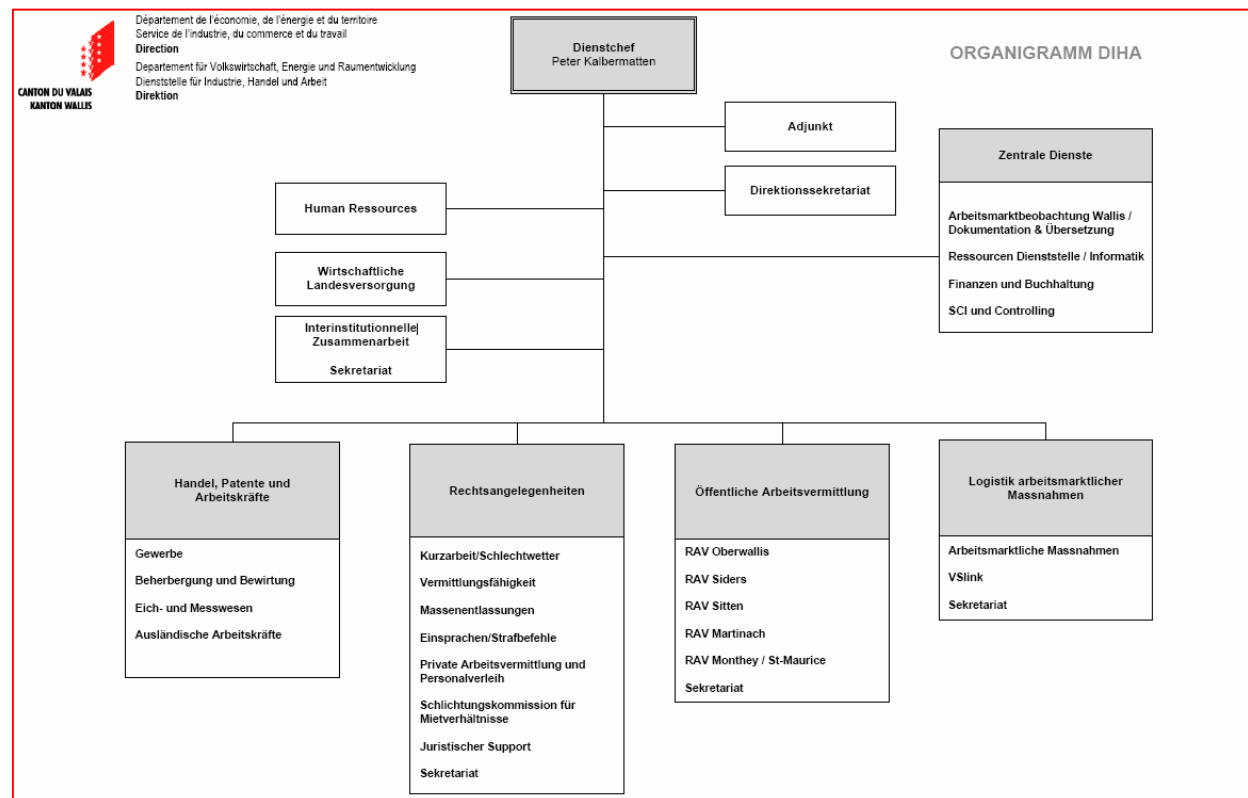 Département de l'économie, de l'énergie et du territoire
Service de l'industrie, du commerce et du travail
Direction
Departement für Volkswirtschaft, Energie und Raumentwicklung
Dienststelle für Industrie, Handel und Arbeit
Direktion
CANTON DU VALAIS
KANTON WALLIS
Dienstchef
Peter Kalbermatten
ORGANIGRAMM DIHA
Adjunkt
Direktionssekretariat
Human Ressources
Wirtschaftliche
Landesversorgung
Interinstitutionelle
Zusammenarbeit
Sekretariat
Zentrale Dienste
Arbeitsmarktbeobachtung Wallis /
Dokumentation & Übersetzung
Ressourcen Dienststelle / Informatik
Finanzen und Buchhaltung
SCI und Controlling
Handel, Patente und
Arbeitskräfte
Gewerbe
Beherbergung und Bewirtung
Eich- und Messwesen
Ausländische Arbeitskräfte
Rechtsangelegenheiten
Kurzarbeit/Schlechtwetter
Vermittlungsfähigkeit
Massenentlassungen
Einsprachen/Strafbefehle
Private Arbeitsvermittlung und
Personalverleih
Schlichtungskommission für
Mietverhältnisse
Juristischer Support
Sekretariat
Öffentliche Arbeitsvermittlung
RAV Oberwallis
RAV Siders
RAV Sitten
RAV Martinach
RAV Monthey / St-Maurice
Sekretariat
Logistik arbeitsmarktlicher
Massnahmen
Arbeitsmarktliche Massnahmen
VSlink
Sekretariat